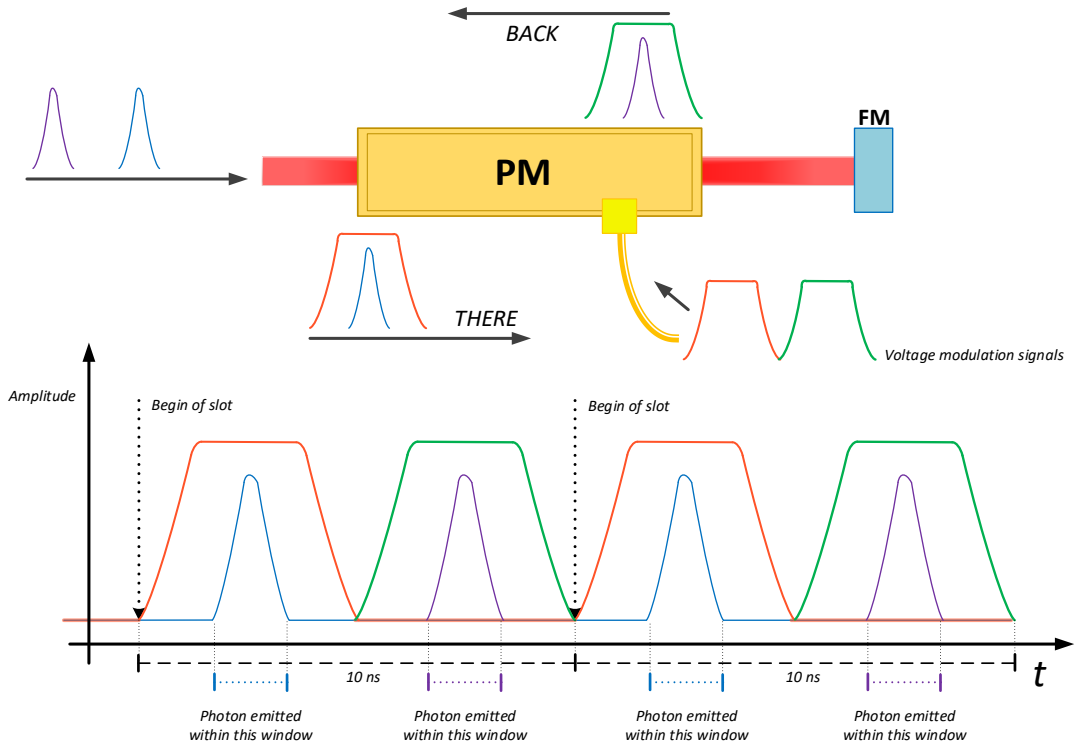 BACK
FM
PM
THERE
Voltage modulation signals
Amplitude
Begin of slot
Begin of slot
10 ns
10 ns
t
Photon emitted
within this window
Photon emitted
within this window
Photon emitted
within this window
Photon emitted
within this window